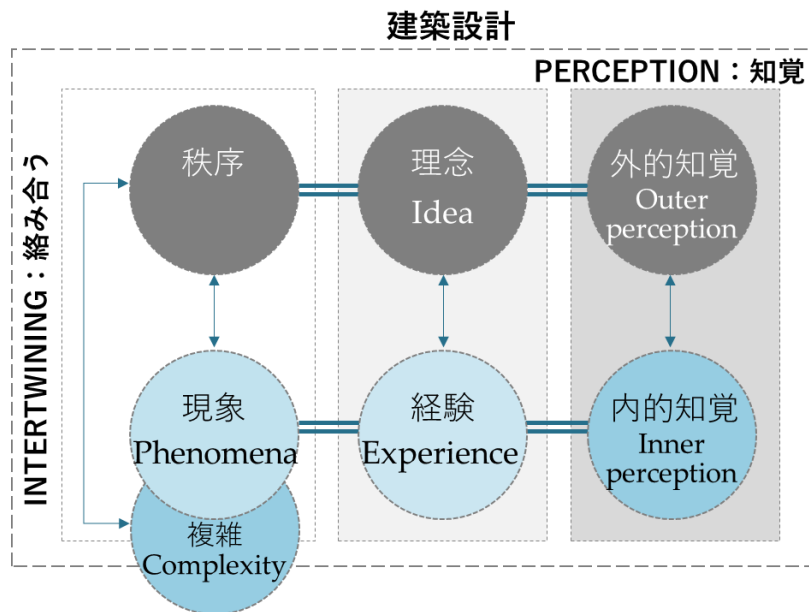 建築設計
PERCEPTION：知覚
INTERTWINING：絡み合う
秩序
理念
Idea
外的知覚
Outer
perception
現象
Phenomena
経験
Experience
内的知覚
Inner
perception
複雑
Complexity